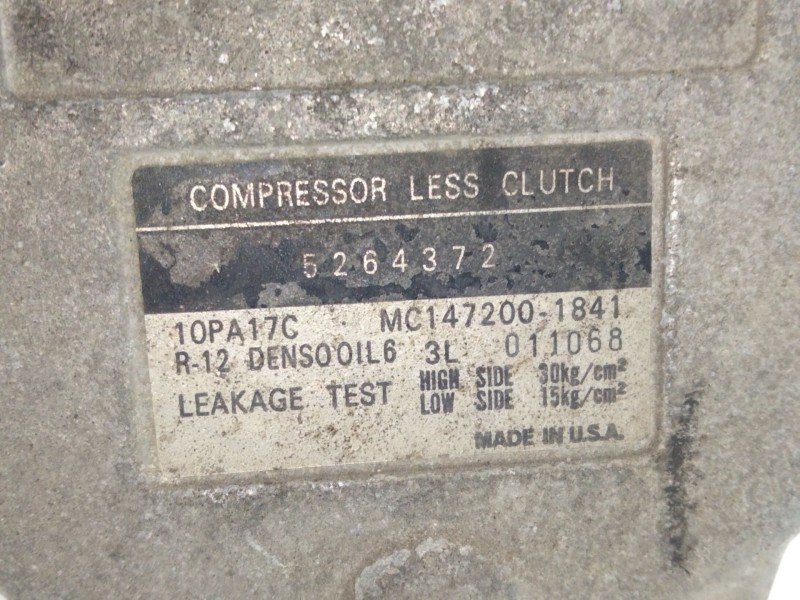 COMPRESSOR LESS CLUTCH
5264372
10PA17C MC147200-1841
R-12 DENSOOIL6 3L 011068
LEAKAGE TEST HIGH SIDE 30kg/cm²
LOW SIDE 15kg/cm²
MADE IN U.S.A.